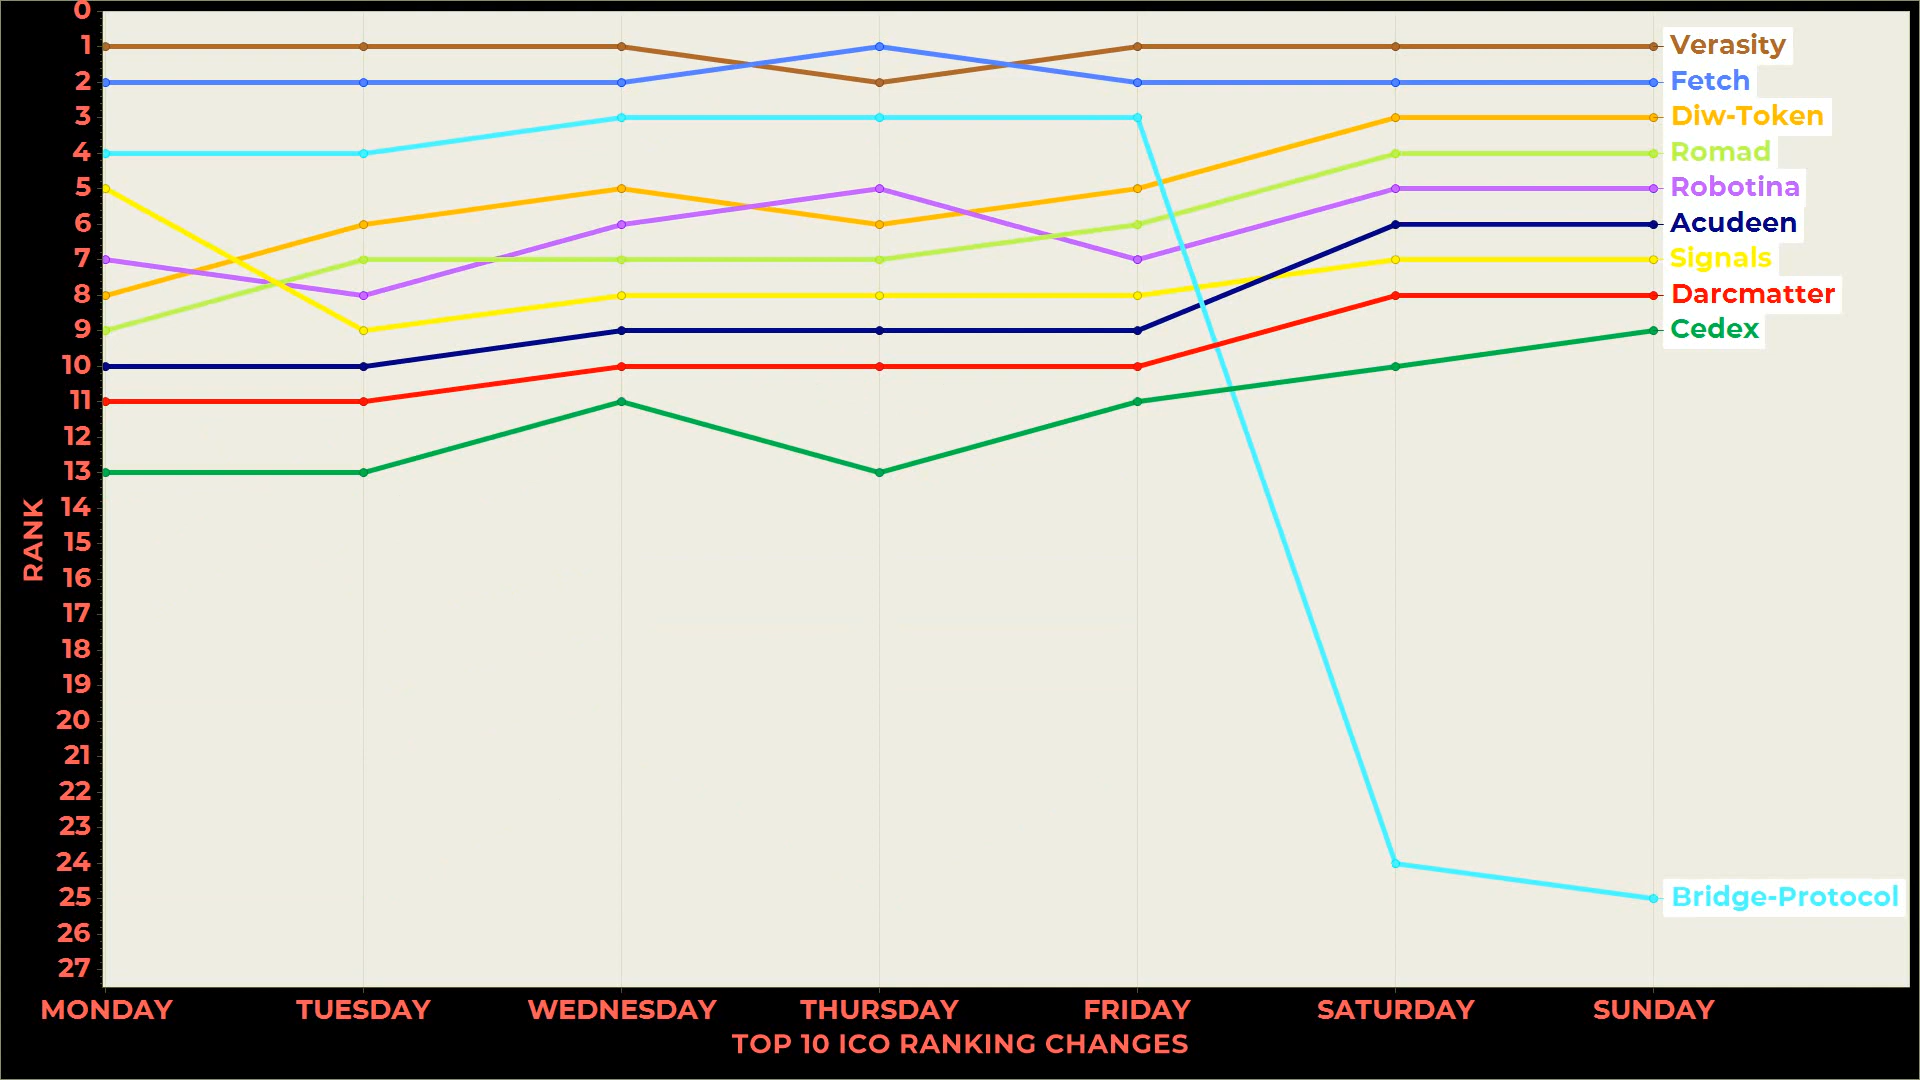 0
1
2
3
4
5
6
7
8
9
10
11
12
13
14
15
16
17
18
19
20
21
22
23
24
25
26
27
RANK
Verasity
Fetch
Diw-Token
Romad
Robotina
Acudeen
Signals
Darcmatter
Cedex
Bridge-Protocol
MONDAY TUESDAY WEDNESDAY THURSDAY FRIDAY SATURDAY SUNDAY
TOP 10 ICO RANKING CHANGES